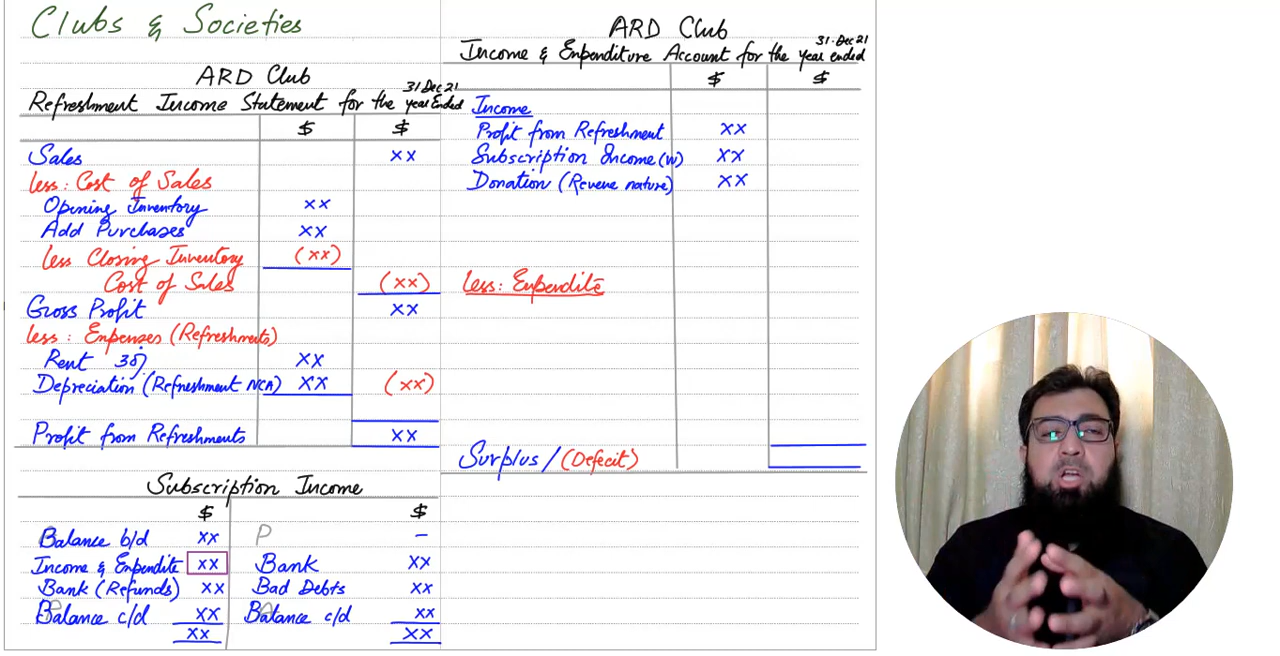 Clubs & Societies
ARD Club
Refreshment Income Statement for the year Ended 31 Dec 21
$ $
Sales xx
less: Cost of Sales
Opening Inventory xx
Add Purchases xx
less Closing Inventory (xx)
Cost of Sales (xx)
Gross Profit xx
less: Expenses (Refreshments)
Rent
xx
Depreciation (Refreshment NCA) xx (xx)
Profit from Refreshments xx
Subscription Income
$ $
Balance b/d xx P –
Income & Expendite xx Bank xx
Bank (Refunds) xx Bad Debts xx
Balance c/d xx Balance c/d xx
xx xx
ARD Club
Income & Expenditure Account for the year ended 31 Dec 21
$ $
Income
Profit from Refreshment xx
Subscription Income (W) xx
Donation (Reveue nature) xx
less: Expendite
Surplus / (Defecit)